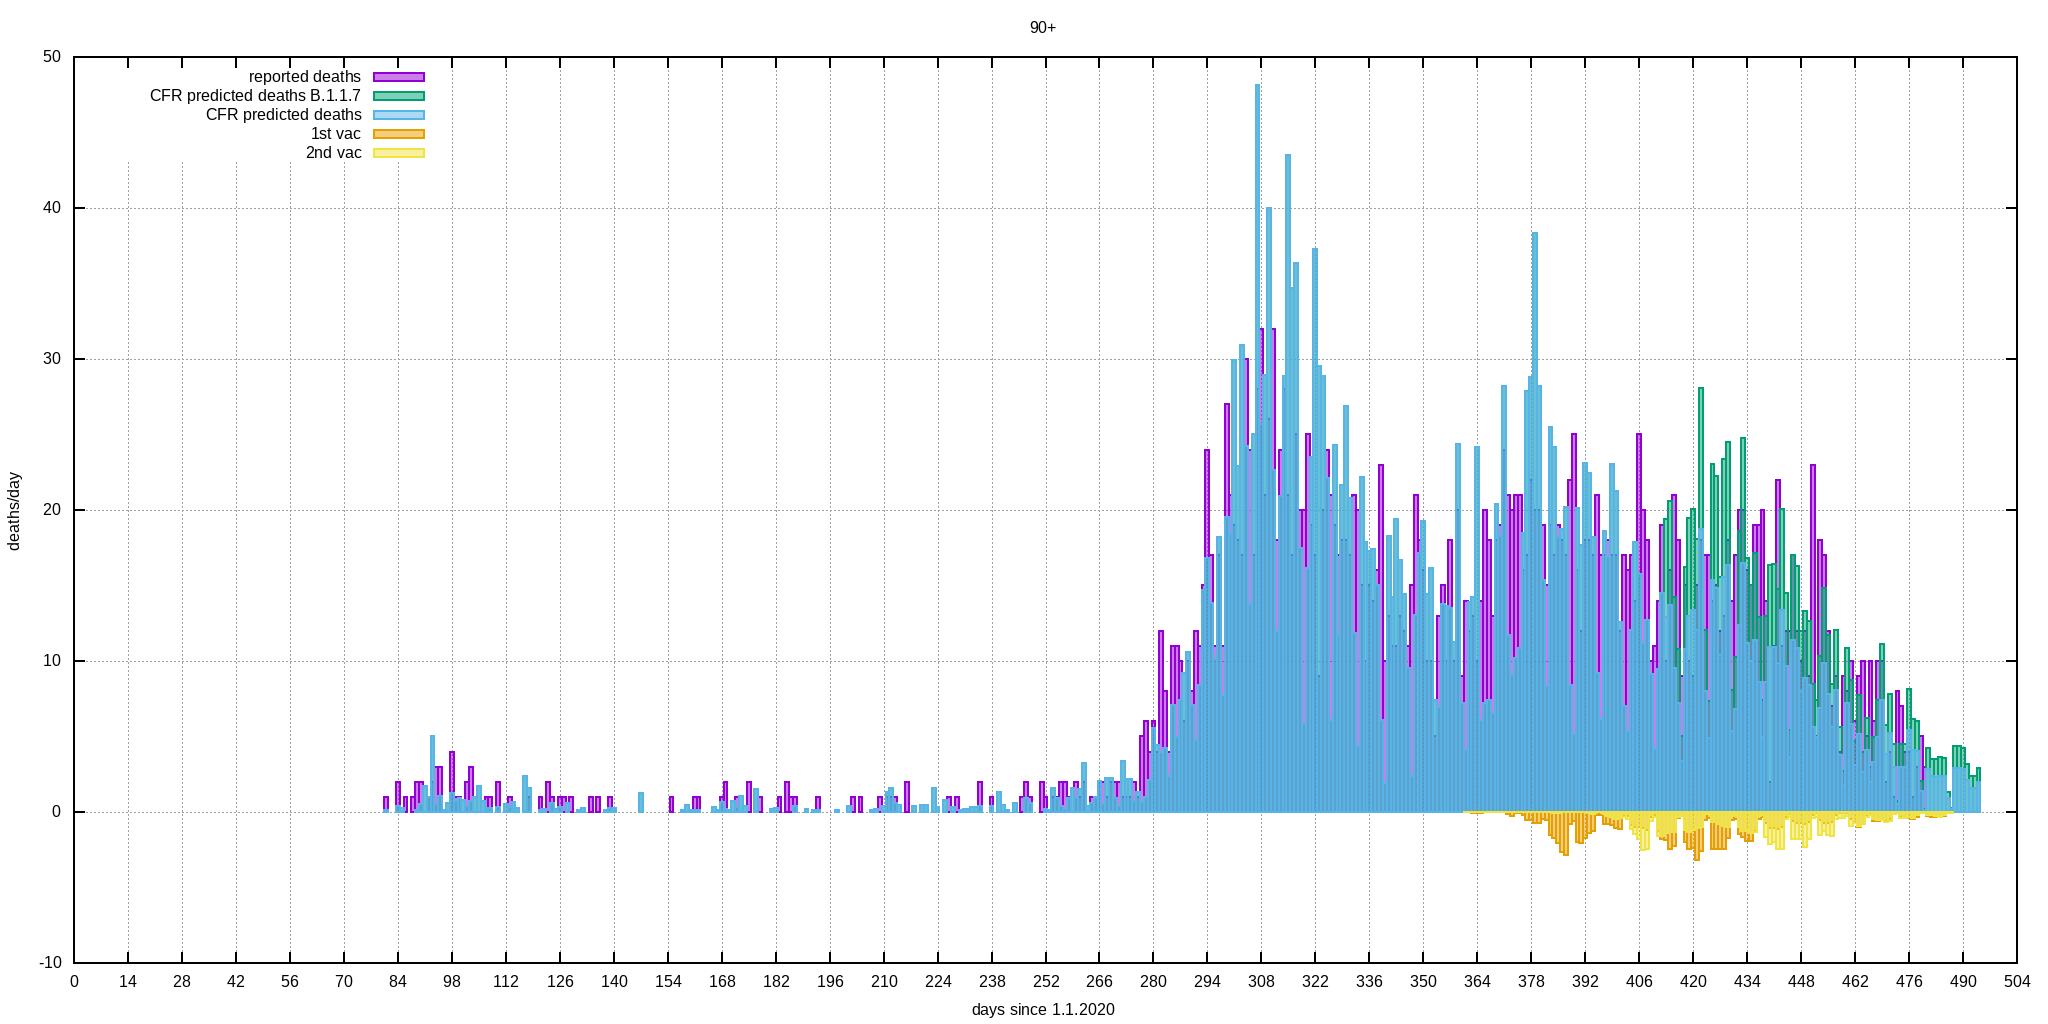 90+
50
reported deaths
CFR predicted deaths B.1.1.7
CFR predicted deaths
1st vac
2nd vac
40
30
20
10
0
-10
deaths/day
0 14 28 42 56 70 84 98 112 126 140 154 168 182 196 210 224 238 252 266 280 294 308 322 336 350 364 378 392 406 420 434 448 462 476 490 504
days since 1.1.2020